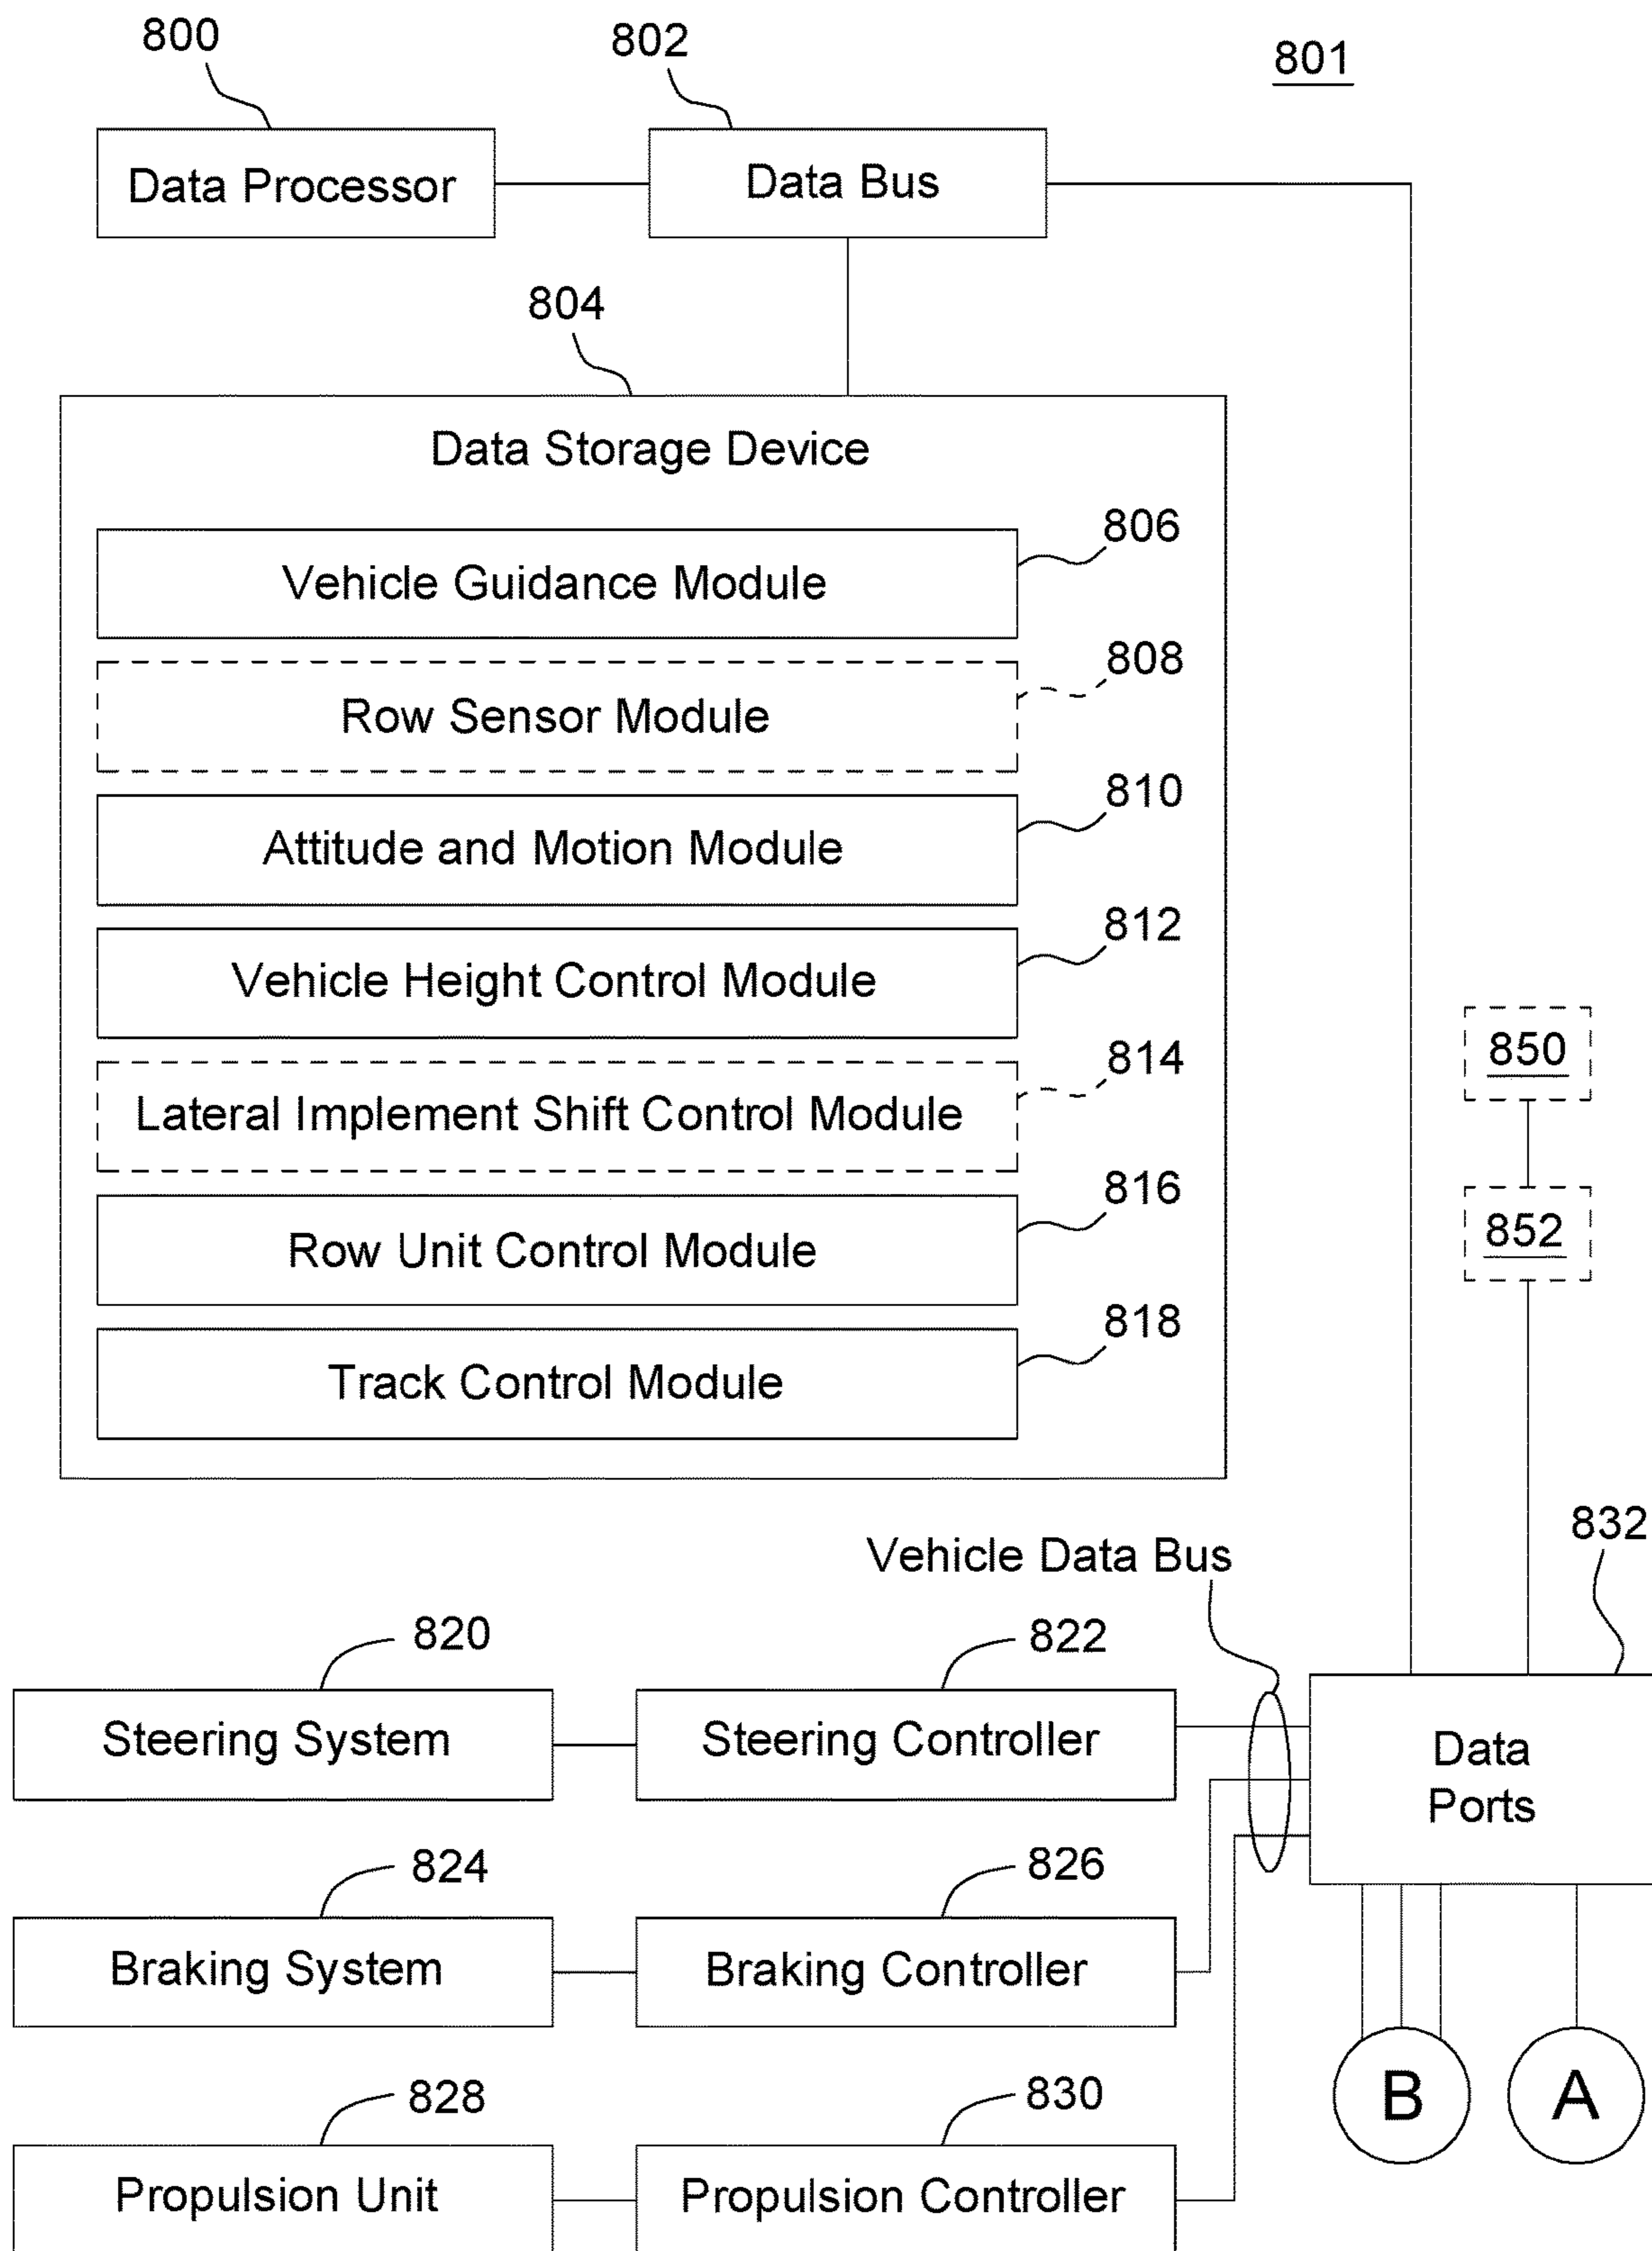 800
802
801
Data Processor
Data Bus
804
Data Storage Device
806
Vehicle Guidance Module
808
Row Sensor Module
810
Attitude and Motion Module
812
Vehicle Height Control Module
850
814
Lateral Implement Shift Control Module
816
852
Row Unit Control Module
818
Track Control Module
832
Vehicle Data Bus
820
822
Steering System
Steering Controller
Data
Ports
824
826
Braking System
Braking Controller
828
830
B
A
Propulsion Unit
Propulsion Controller